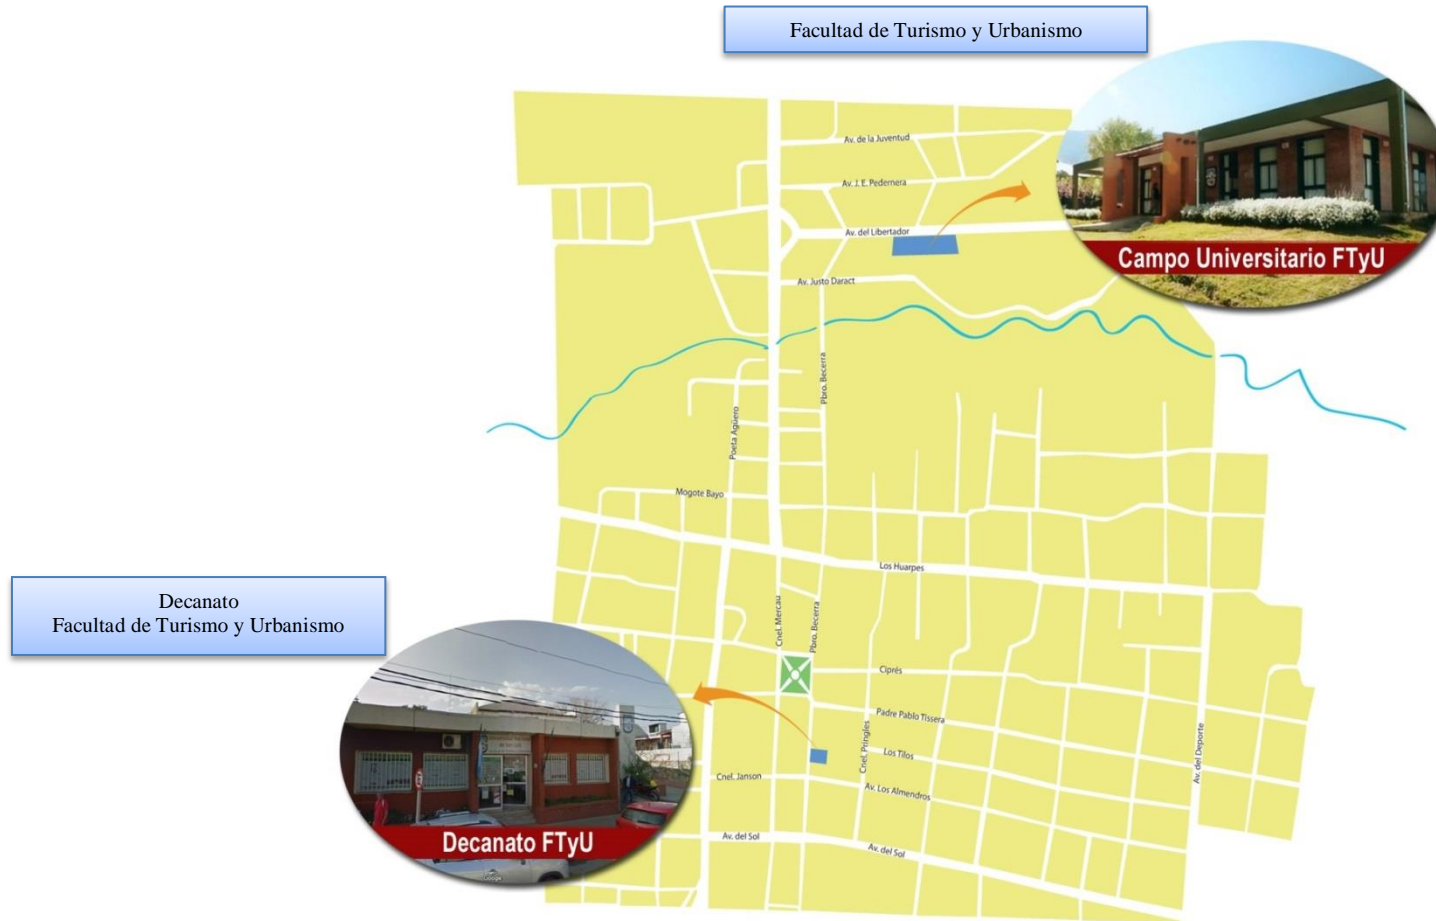 Facultad de Turismo y Urbanismo
Av. de la Juventud
Av. J. E. Pedernera
Av. del Libertador
Campo Universitario FTyU
Av. Justo Daract
Pbro. Becerra
Poeta Agüero
Mogote Bayo
Los Huarpes
Decanato
Facultad de Turismo y Urbanismo
Cnel. Mercau
Pbro. Becerra
Ciprés
Padre Pablo Tissera
Cnel. Pringles
Los Tilos
Av. del Deporte
Cnel. Janson
Av. Los Almendros
Av. del Sol
Av. del Sol
Decanato FTyU
Google